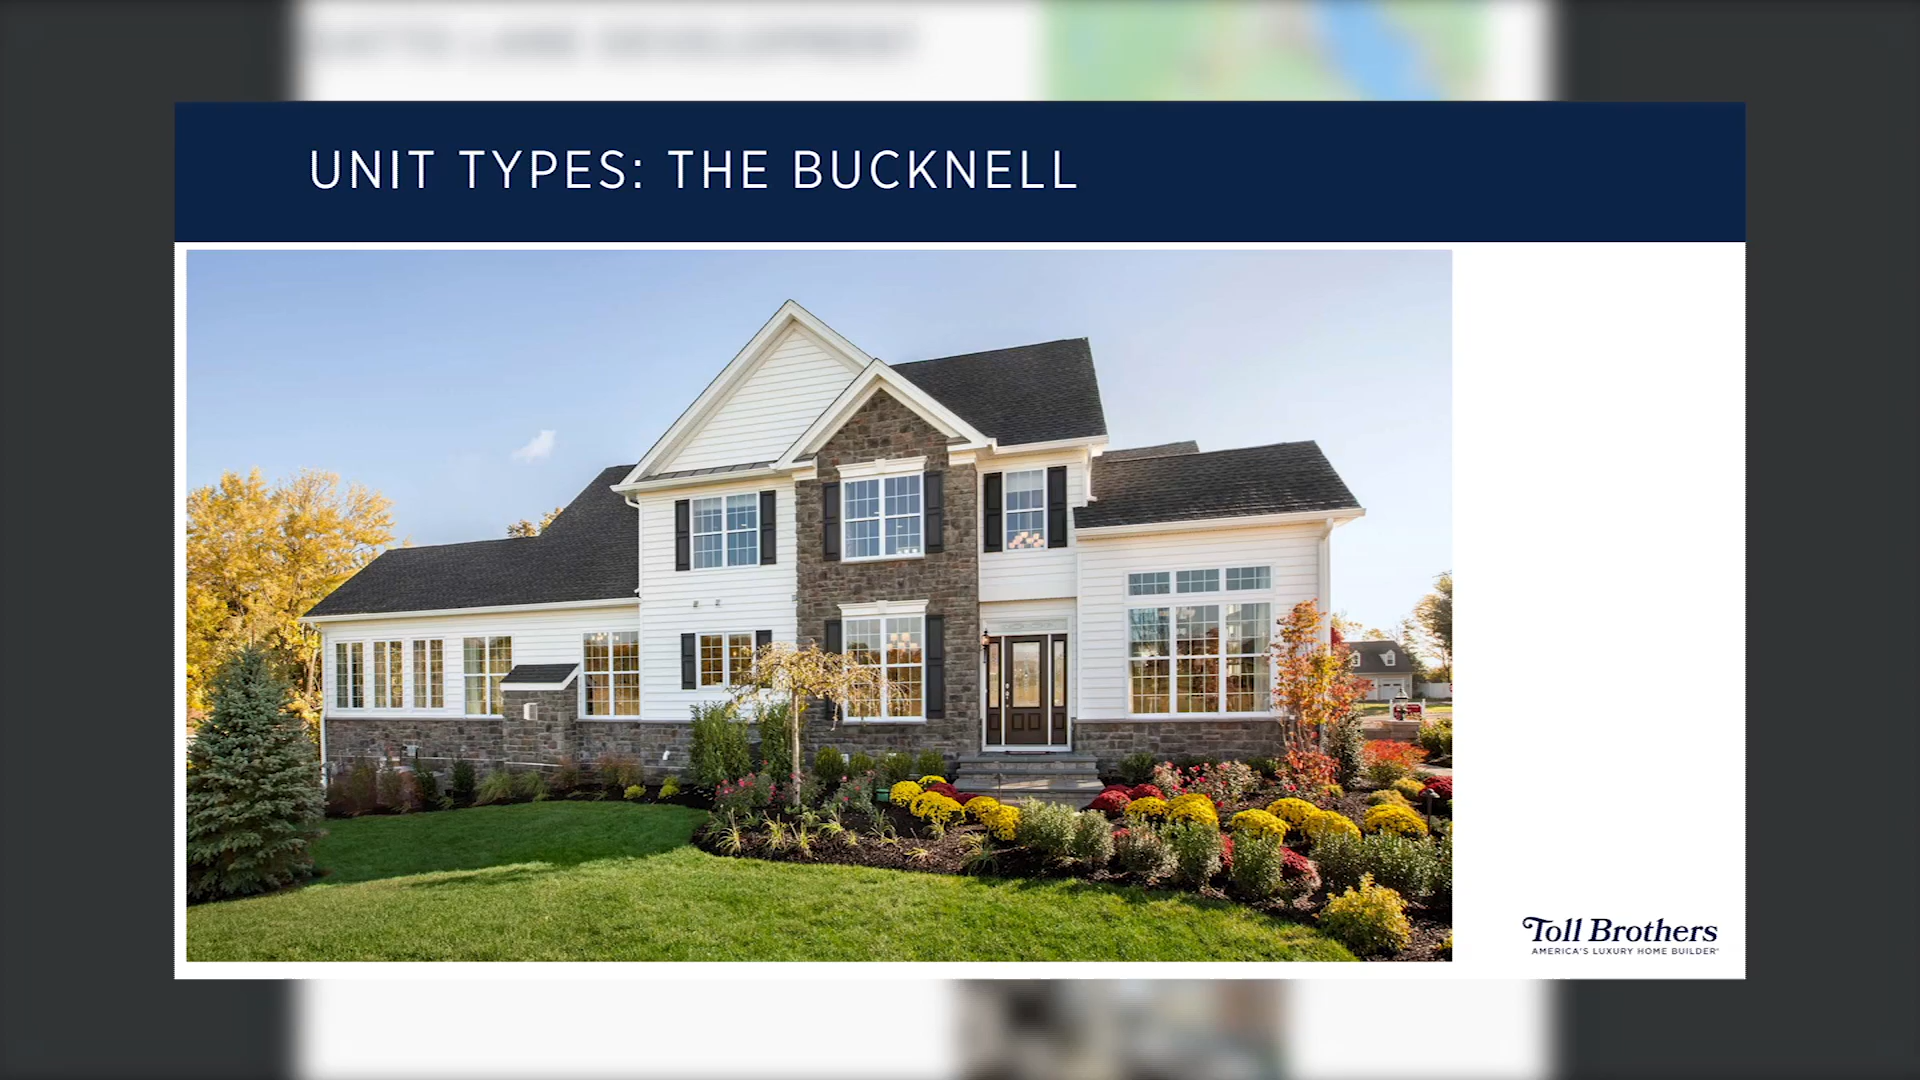 UNIT TYPES: THE BUCKNELL
Toll Brothers
AMERICA'S LUXURY HOME BUILDER®